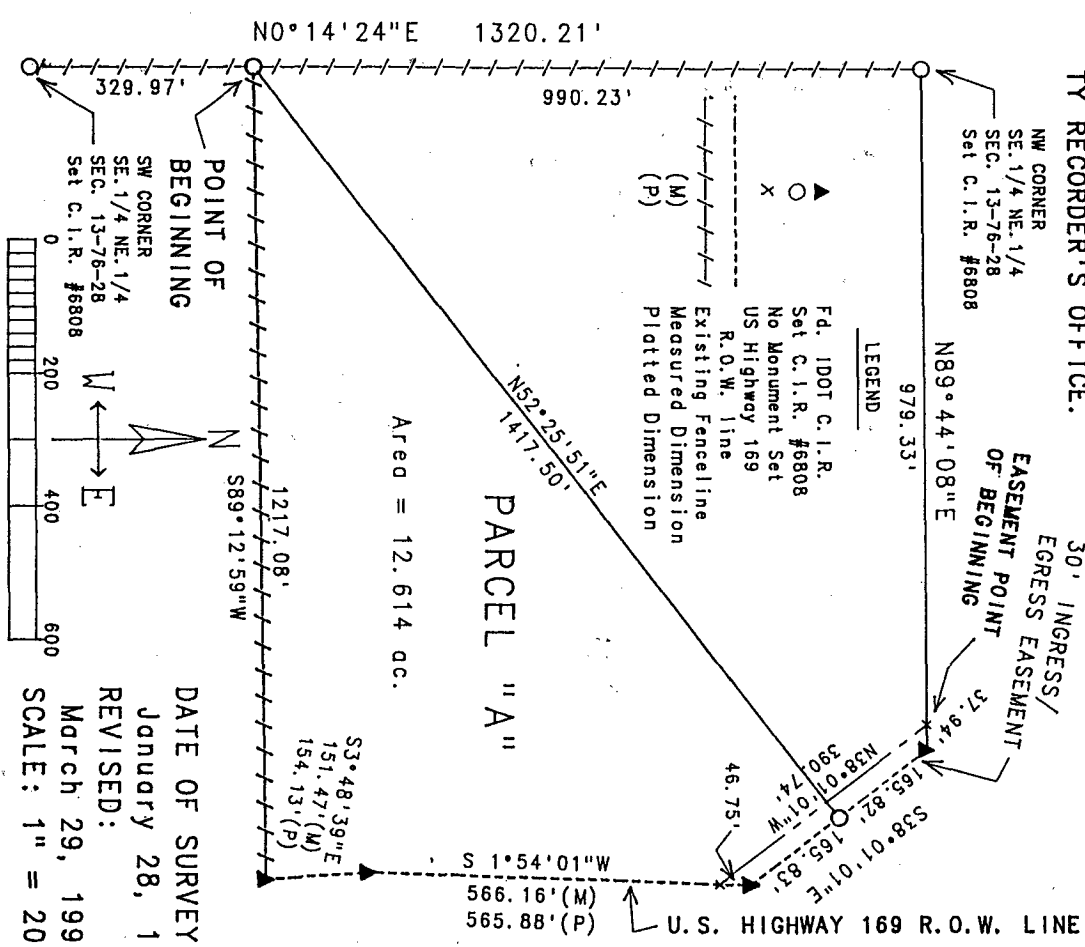 TY RECORDER'S OFFICE.
N0°14'24"E 1320.21'
329.97'
990.23'
NW CORNER
SE.1/4 NE.1/4
SEC. 13-76-28
Set C.I.R. #6808
N89°44'08"E
979.33'
30' INGRESS/
EGRESS EASEMENT
EASEMENT POINT
OF BEGINNING
LEGEND
Fd. IDOT C.I.R.
Set C.I.R. #6808
No Monument Set
US Highway 169
R.O.W. line
Existing Fenceline
(M) Measured Dimension
(P) Platted Dimension
POINT OF
BEGINNING
SW CORNER
SE.1/4 NE.1/4
SEC. 13-76-28
Set C.I.R. #6808
N52°25'51"E
1417.50'
PARCEL "A"
Area = 12.614 ac.
37.94'
165.82'
165.83'
S38°01'01"E
N38°01'01"W
390.74'
46.75'
S 1°54'01"W
566.16'(M)
565.88'(P)
U.S. HIGHWAY 169 R.O.W. LINE
S3°48'39"E
151.47'(M)
154.13'(P)
1217.08'
S89°12'59"W
W E
N
0 200 400 600
DATE OF SURVEY
January 28, 1
REVISED:
March 29, 199
SCALE: 1" = 20